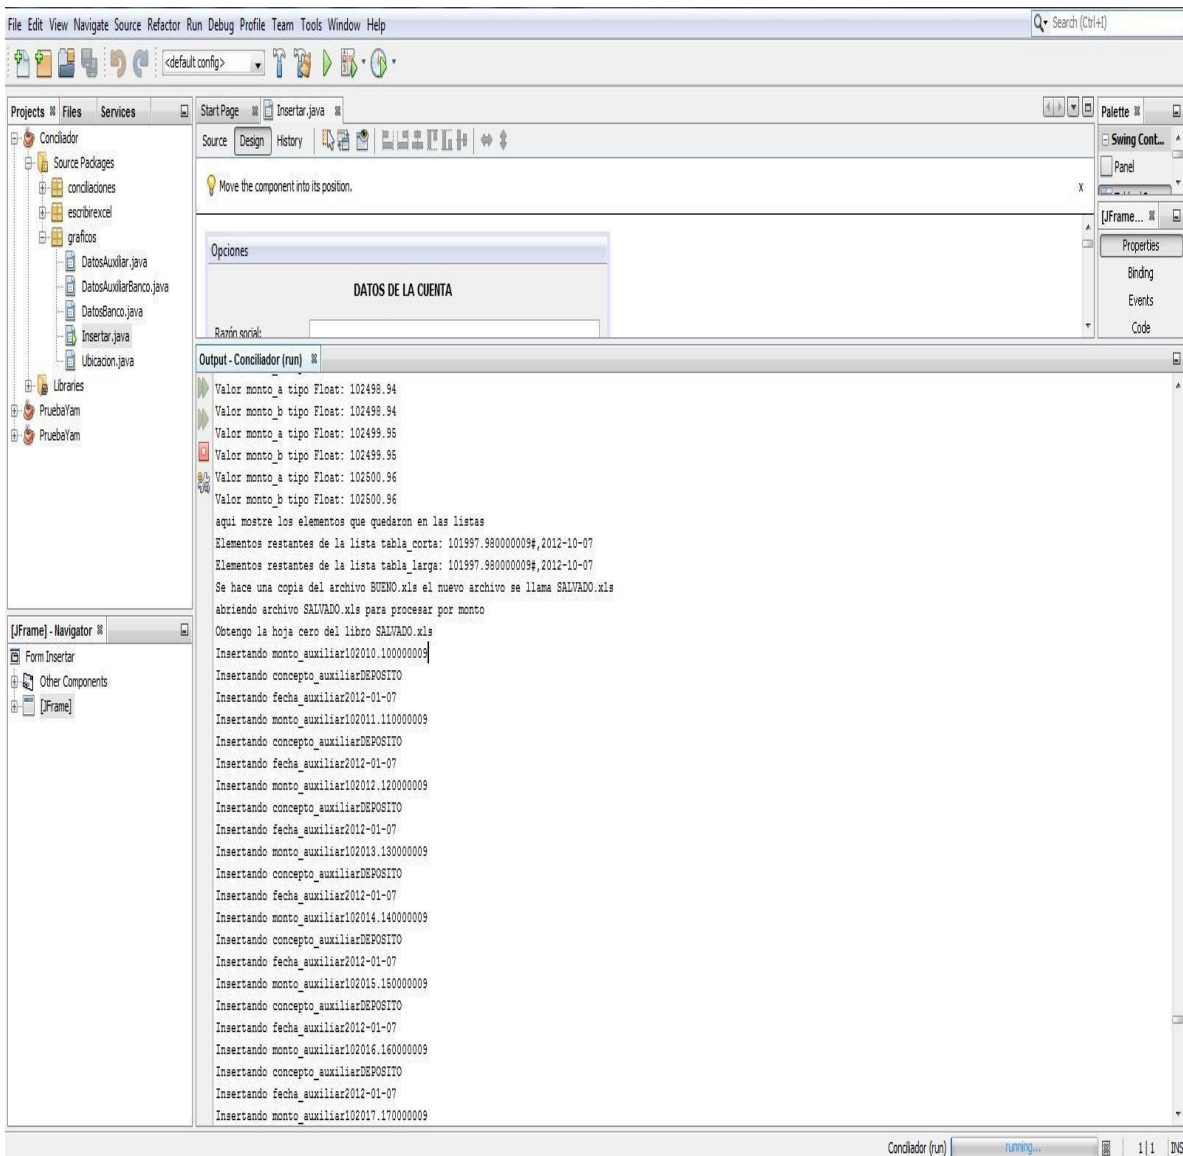 File Edit View Navigate Source Refactor Run Debug Profile Team Tools Window Help
Search (Ctrl+I)
<default config>
Projects Files Services
Conciliador
Source Packages
conciliaciones
escribirexcel
graficos
DatosAuxiliar.java
DatosAuxiliarBanco.java
DatosBanco.java
Insertar.java
Ubicacion.java
Libraries
PruebaYam
PruebaYam
Start Page Insertar.java
Source Design History
Move the component into its position. x
Opciones
DATOS DE LA CUENTA
Razón social:
Palette
Swing Cont...
Panel
[JFrame...
Properties
Binding
Events
Code
Output - Conciliador (run)
Valor monto_a tipo Float: 102498.94
Valor monto_b tipo Float: 102498.94
Valor monto_a tipo Float: 102499.95
Valor monto_b tipo Float: 102499.95
Valor monto_a tipo Float: 102500.96
Valor monto_b tipo Float: 102500.96
aqui mostre los elementos que quedaron en las listas
Elementos restantes de la lista tabla_corta: 101997.980000009#,2012-10-07
Elementos restantes de la lista tabla_larga: 101997.980000009#,2012-10-07
Se hace una copia del archivo BUENO.xls el nuevo archivo se llama SALVADO.xls
abriendo archivo SALVADO.xls para procesar por monto
Obtengo la hoja cero del libro SALVADO.xls
Insertando monto_auxiliar102010.100000009
Insertando concepto_auxiliarDEPOSITO
Insertando fecha_auxiliar2012-01-07
Insertando monto_auxiliar102011.110000009
Insertando concepto_auxiliarDEPOSITO
Insertando fecha_auxiliar2012-01-07
Insertando monto_auxiliar102012.120000009
Insertando concepto_auxiliarDEPOSITO
Insertando fecha_auxiliar2012-01-07
Insertando monto_auxiliar102013.130000009
Insertando concepto_auxiliarDEPOSITO
Insertando fecha_auxiliar2012-01-07
Insertando monto_auxiliar102014.140000009
Insertando concepto_auxiliarDEPOSITO
Insertando fecha_auxiliar2012-01-07
Insertando monto_auxiliar102015.150000009
Insertando concepto_auxiliarDEPOSITO
Insertando fecha_auxiliar2012-01-07
Insertando monto_auxiliar102016.160000009
Insertando concepto_auxiliarDEPOSITO
Insertando fecha_auxiliar2012-01-07
Insertando monto_auxiliar102017.170000009
[JFrame] - Navigator
Form Insertar
Other Components
[JFrame]
Conciliador (run) running... 1|1 INS